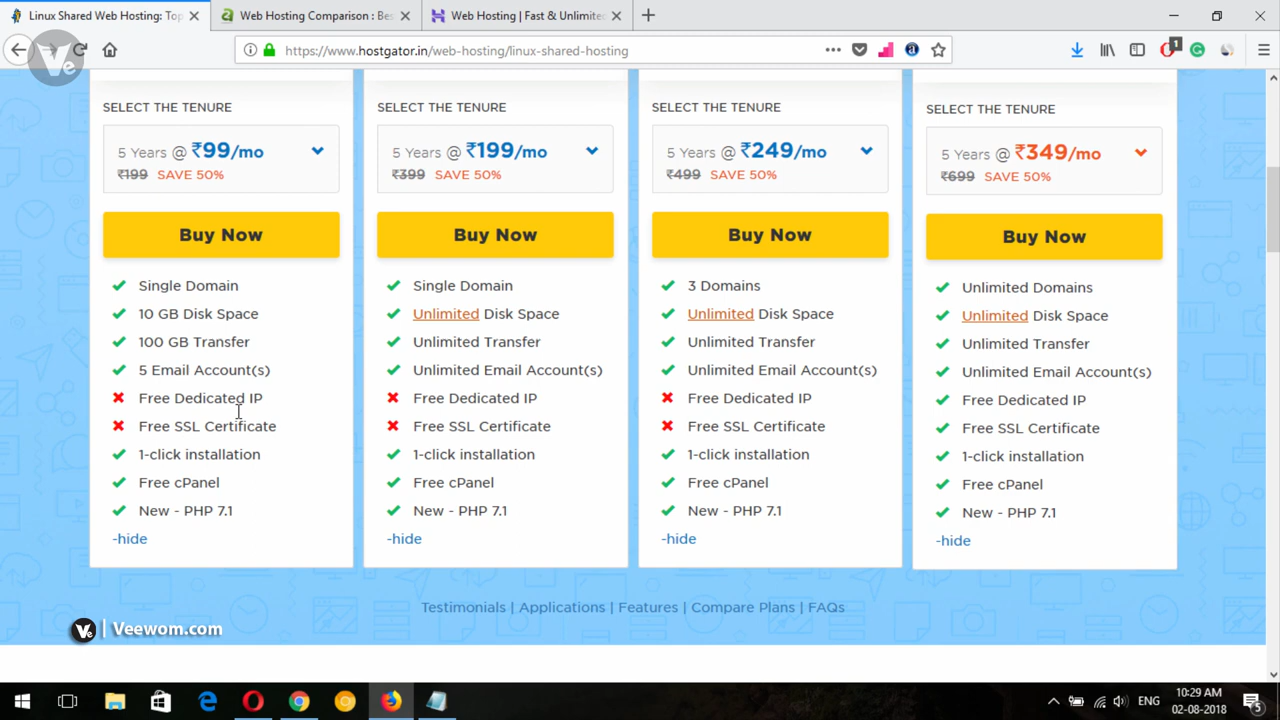 Linux Shared Web Hosting: Top
Web Hosting Comparison : Bes
Web Hosting | Fast & Unlimited
https://www.hostgator.in/web-hosting/linux-shared-hosting
1
Ve
SELECT THE TENURE
5 Years @ ₹99/mo
₹199 SAVE 50%
Buy Now
Single Domain
10 GB Disk Space
100 GB Transfer
5 Email Account(s)
Free Dedicated IP
Free SSL Certificate
1-click installation
Free cPanel
New - PHP 7.1
-hide
SELECT THE TENURE
5 Years @ ₹199/mo
₹399 SAVE 50%
Buy Now
Single Domain
Unlimited Disk Space
Unlimited Transfer
Unlimited Email Account(s)
Free Dedicated IP
Free SSL Certificate
1-click installation
Free cPanel
New - PHP 7.1
-hide
SELECT THE TENURE
5 Years @ ₹249/mo
₹499 SAVE 50%
Buy Now
3 Domains
Unlimited Disk Space
Unlimited Transfer
Unlimited Email Account(s)
Free Dedicated IP
Free SSL Certificate
1-click installation
Free cPanel
New - PHP 7.1
-hide
SELECT THE TENURE
5 Years @ ₹349/mo
₹699 SAVE 50%
Buy Now
Unlimited Domains
Unlimited Disk Space
Unlimited Transfer
Unlimited Email Account(s)
Free Dedicated IP
Free SSL Certificate
1-click installation
Free cPanel
New - PHP 7.1
-hide
Testimonials | Applications | Features | Compare Plans | FAQs
Ve | Veewom.com
ENG
10:29 AM
02-08-2018
5